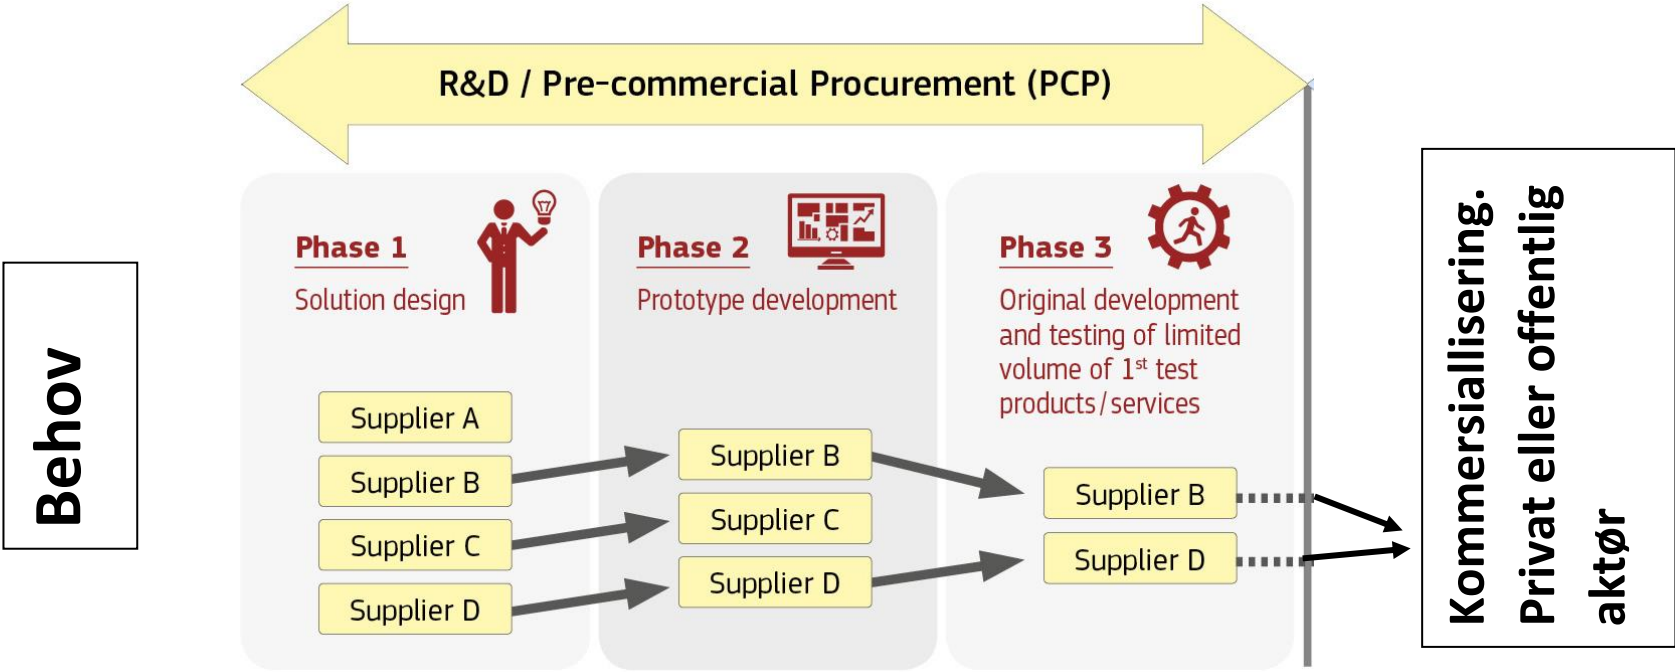 R&D / Pre-commercial Procurement (PCP)
Behov
Phase 1
Solution design
Supplier A
Supplier B
Supplier C
Supplier D
Phase 2
Prototype development
Supplier B
Supplier C
Supplier D
Phase 3
Original development
and testing of limited
volume of 1st test
products/services
Supplier B
Supplier D
Kommersiallisering.
Privat eller offentlig
aktør